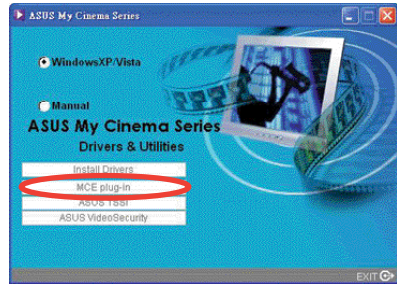 ASUS My Cinema Series
WindowsXP/Vista
Manual
ASUS My Cinema Series
Drivers & Utilities
Install Drivers
MCE plug-in
ASUS TSSI
ASUS VideoSecurity
EXIT